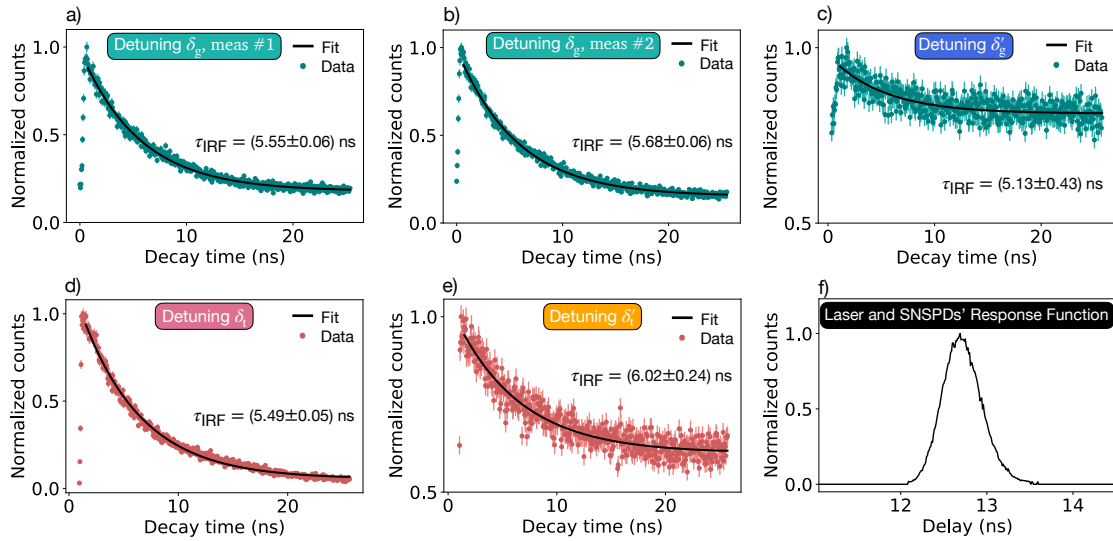 a)
Detuning δg, meas #1
Fit
Data
τIRF = (5.55±0.06) ns
Normalized counts
1.0
0.5
0.0
0
10
20
Decay time (ns)
b)
Detuning δg, meas #2
Fit
Data
τIRF = (5.68±0.06) ns
Normalized counts
1.0
0.5
0.0
0
10
20
Decay time (ns)
c)
Detuning δ′g
Fit
Data
τIRF = (5.13±0.43) ns
Normalized counts
1.0
0.5
0
10
20
Decay time (ns)
d)
Detuning δt
Fit
Data
τIRF = (5.49±0.05) ns
Normalized counts
1.0
0.5
0.0
0
10
20
Decay time (ns)
e)
Detuning δ′t
Fit
Data
τIRF = (6.02±0.24) ns
Normalized counts
1.0
0.5
0
10
20
Decay time (ns)
f)
Laser and SNSPDs' Response Function
Normalized counts
1.0
0.5
0.0
12
13
14
Delay (ns)